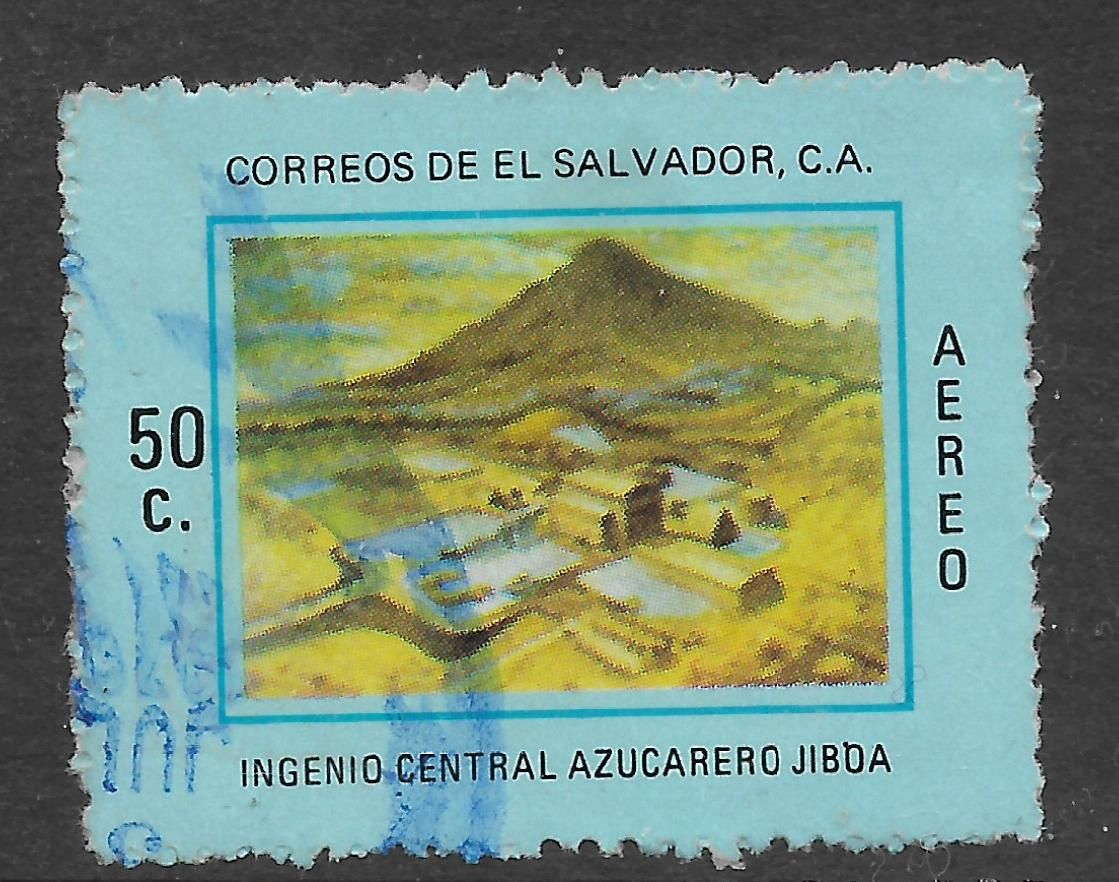 CORREOS DE EL SALVADOR, C.A.
50
C.
AEREO
INGENIO CENTRAL AZUCARERO JIBOA